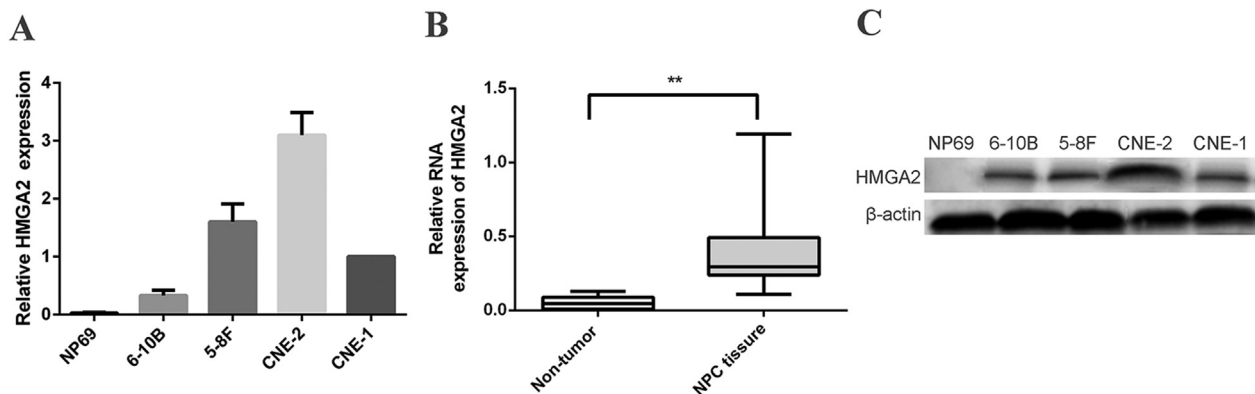 A
Relative HMGA2 expression
4
3
2
1
0
NP69
6-10B
5-8F
CNE-2
CNE-1
B
Relative RNA
expression of HMGA2
**
1.5
1.0
0.5
0.0
Non-tumor
NPC tissue
C
NP69 6-10B 5-8F CNE-2 CNE-1
HMGA2
β-actin